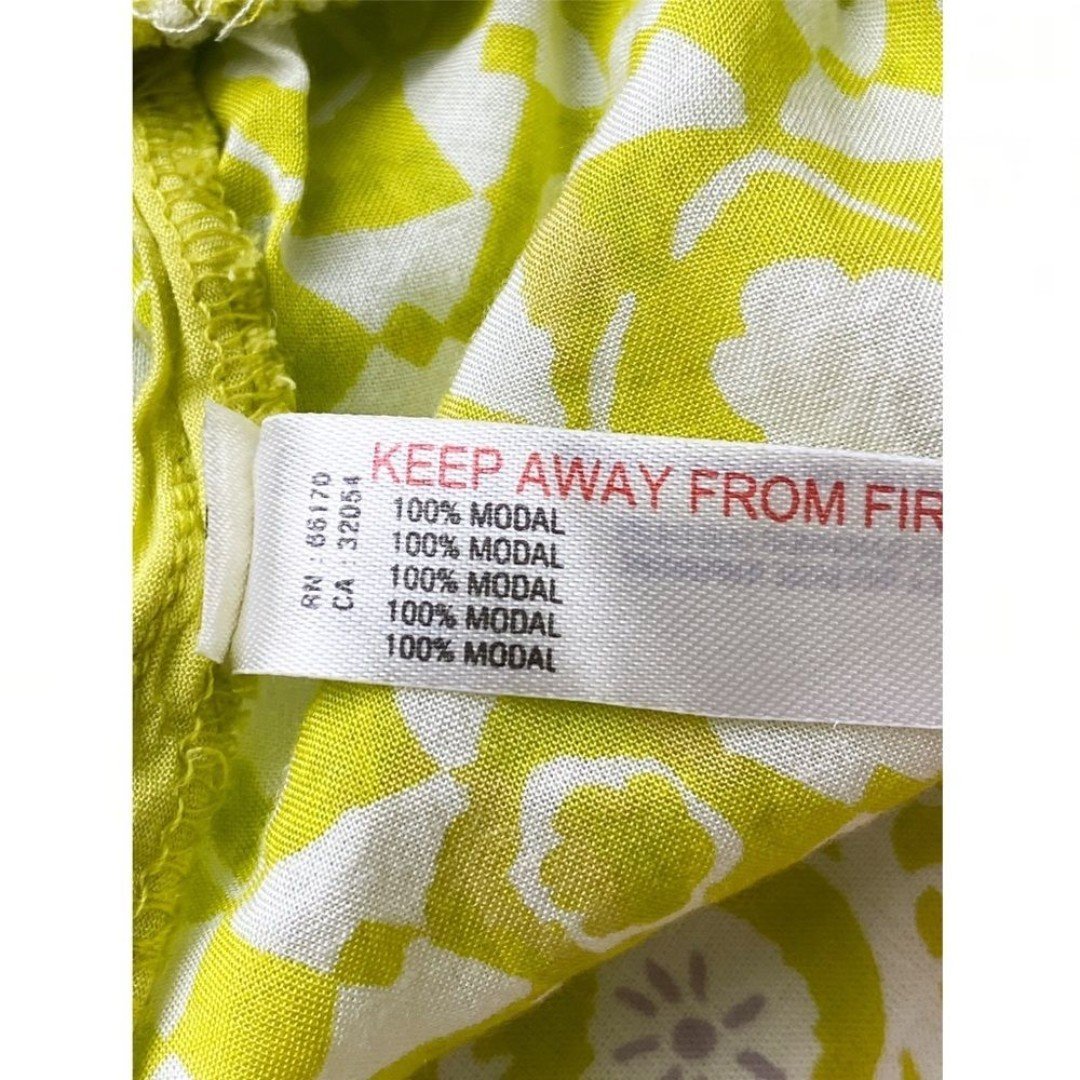 KEEP AWAY FROM FIR
RN : 66170
CA : 32054
100% MODAL
100% MODAL
100% MODAL
100% MODAL
100% MODAL